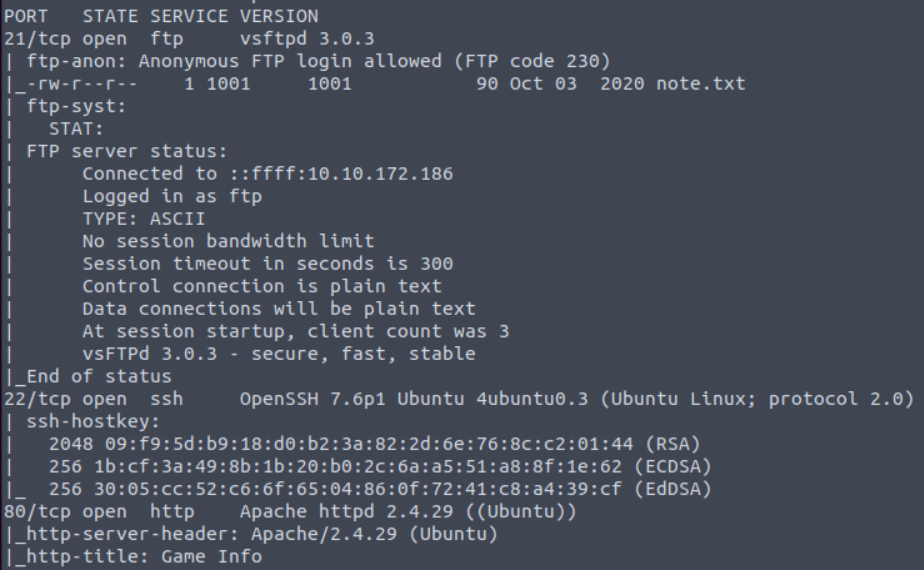 PORT   STATE SERVICE VERSION
21/tcp open  ftp     vsftpd 3.0.3
| ftp-anon: Anonymous FTP login allowed (FTP code 230)
|_-rw-r--r--    1 1001     1001           90 Oct 03  2020 note.txt
| ftp-syst:
|   STAT:
| FTP server status:
|      Connected to ::ffff:10.10.172.186
|      Logged in as ftp
|      TYPE: ASCII
|      No session bandwidth limit
|      Session timeout in seconds is 300
|      Control connection is plain text
|      Data connections will be plain text
|      At session startup, client count was 3
|      vsFTPd 3.0.3 - secure, fast, stable
|_End of status
22/tcp open  ssh     OpenSSH 7.6p1 Ubuntu 4ubuntu0.3 (Ubuntu Linux; protocol 2.0)
| ssh-hostkey:
|   2048 09:f9:5d:b9:18:d0:b2:3a:82:2d:6e:76:8c:c2:01:44 (RSA)
|   256 1b:cf:3a:49:8b:1b:20:b0:2c:6a:a5:51:a8:8f:1e:62 (ECDSA)
|_  256 30:05:cc:52:c6:6f:65:04:86:0f:72:41:c8:a4:39:cf (EdDSA)
80/tcp open  http    Apache httpd 2.4.29 ((Ubuntu))
|_http-server-header: Apache/2.4.29 (Ubuntu)
|_http-title: Game Info